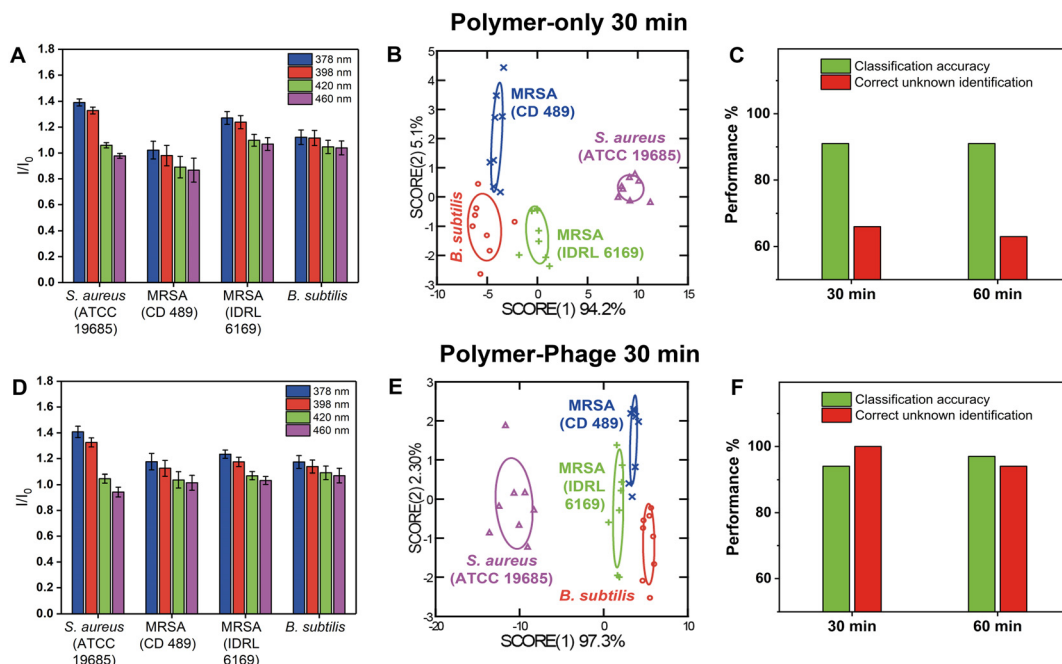 Polymer-only 30 min
A
I/I0
1.8
1.6
1.4
1.2
1.0
0.8
0.6
0.4
0.2
0.0
378 nm
398 nm
420 nm
460 nm
S. aureus
(ATCC
19685)
MRSA
(CD 489)
MRSA
(IDRL
6169)
B. subtilis
B
SCORE(2) 5.1%
5
4
3
2
1
0
-1
-2
-3
MRSA
(CD 489)
S. aureus
(ATCC 19685)
B. subtilis
MRSA
(IDRL 6169)
-10
-5
0
5
10
15
SCORE(1) 94.2%
C
Classification accuracy
Correct unknown identification
Performance %
100
80
60
30 min
60 min
Polymer-Phage 30 min
D
I/I0
1.8
1.6
1.4
1.2
1.0
0.8
0.6
0.4
0.2
0.0
378 nm
398 nm
420 nm
460 nm
S. aureus
(ATCC
19685)
MRSA
(CD 489)
MRSA
(IDRL
6169)
B. subtilis
E
SCORE(2) 2.30%
3
2
1
0
-1
-2
-3
MRSA
(CD 489)
MRSA
(IDRL
6169)
S. aureus
(ATCC 19685)
B. subtilis
-20
-10
0
10
SCORE(1) 97.3%
F
Classification accuracy
Correct unknown identification
Performance %
100
80
60
30 min
60 min